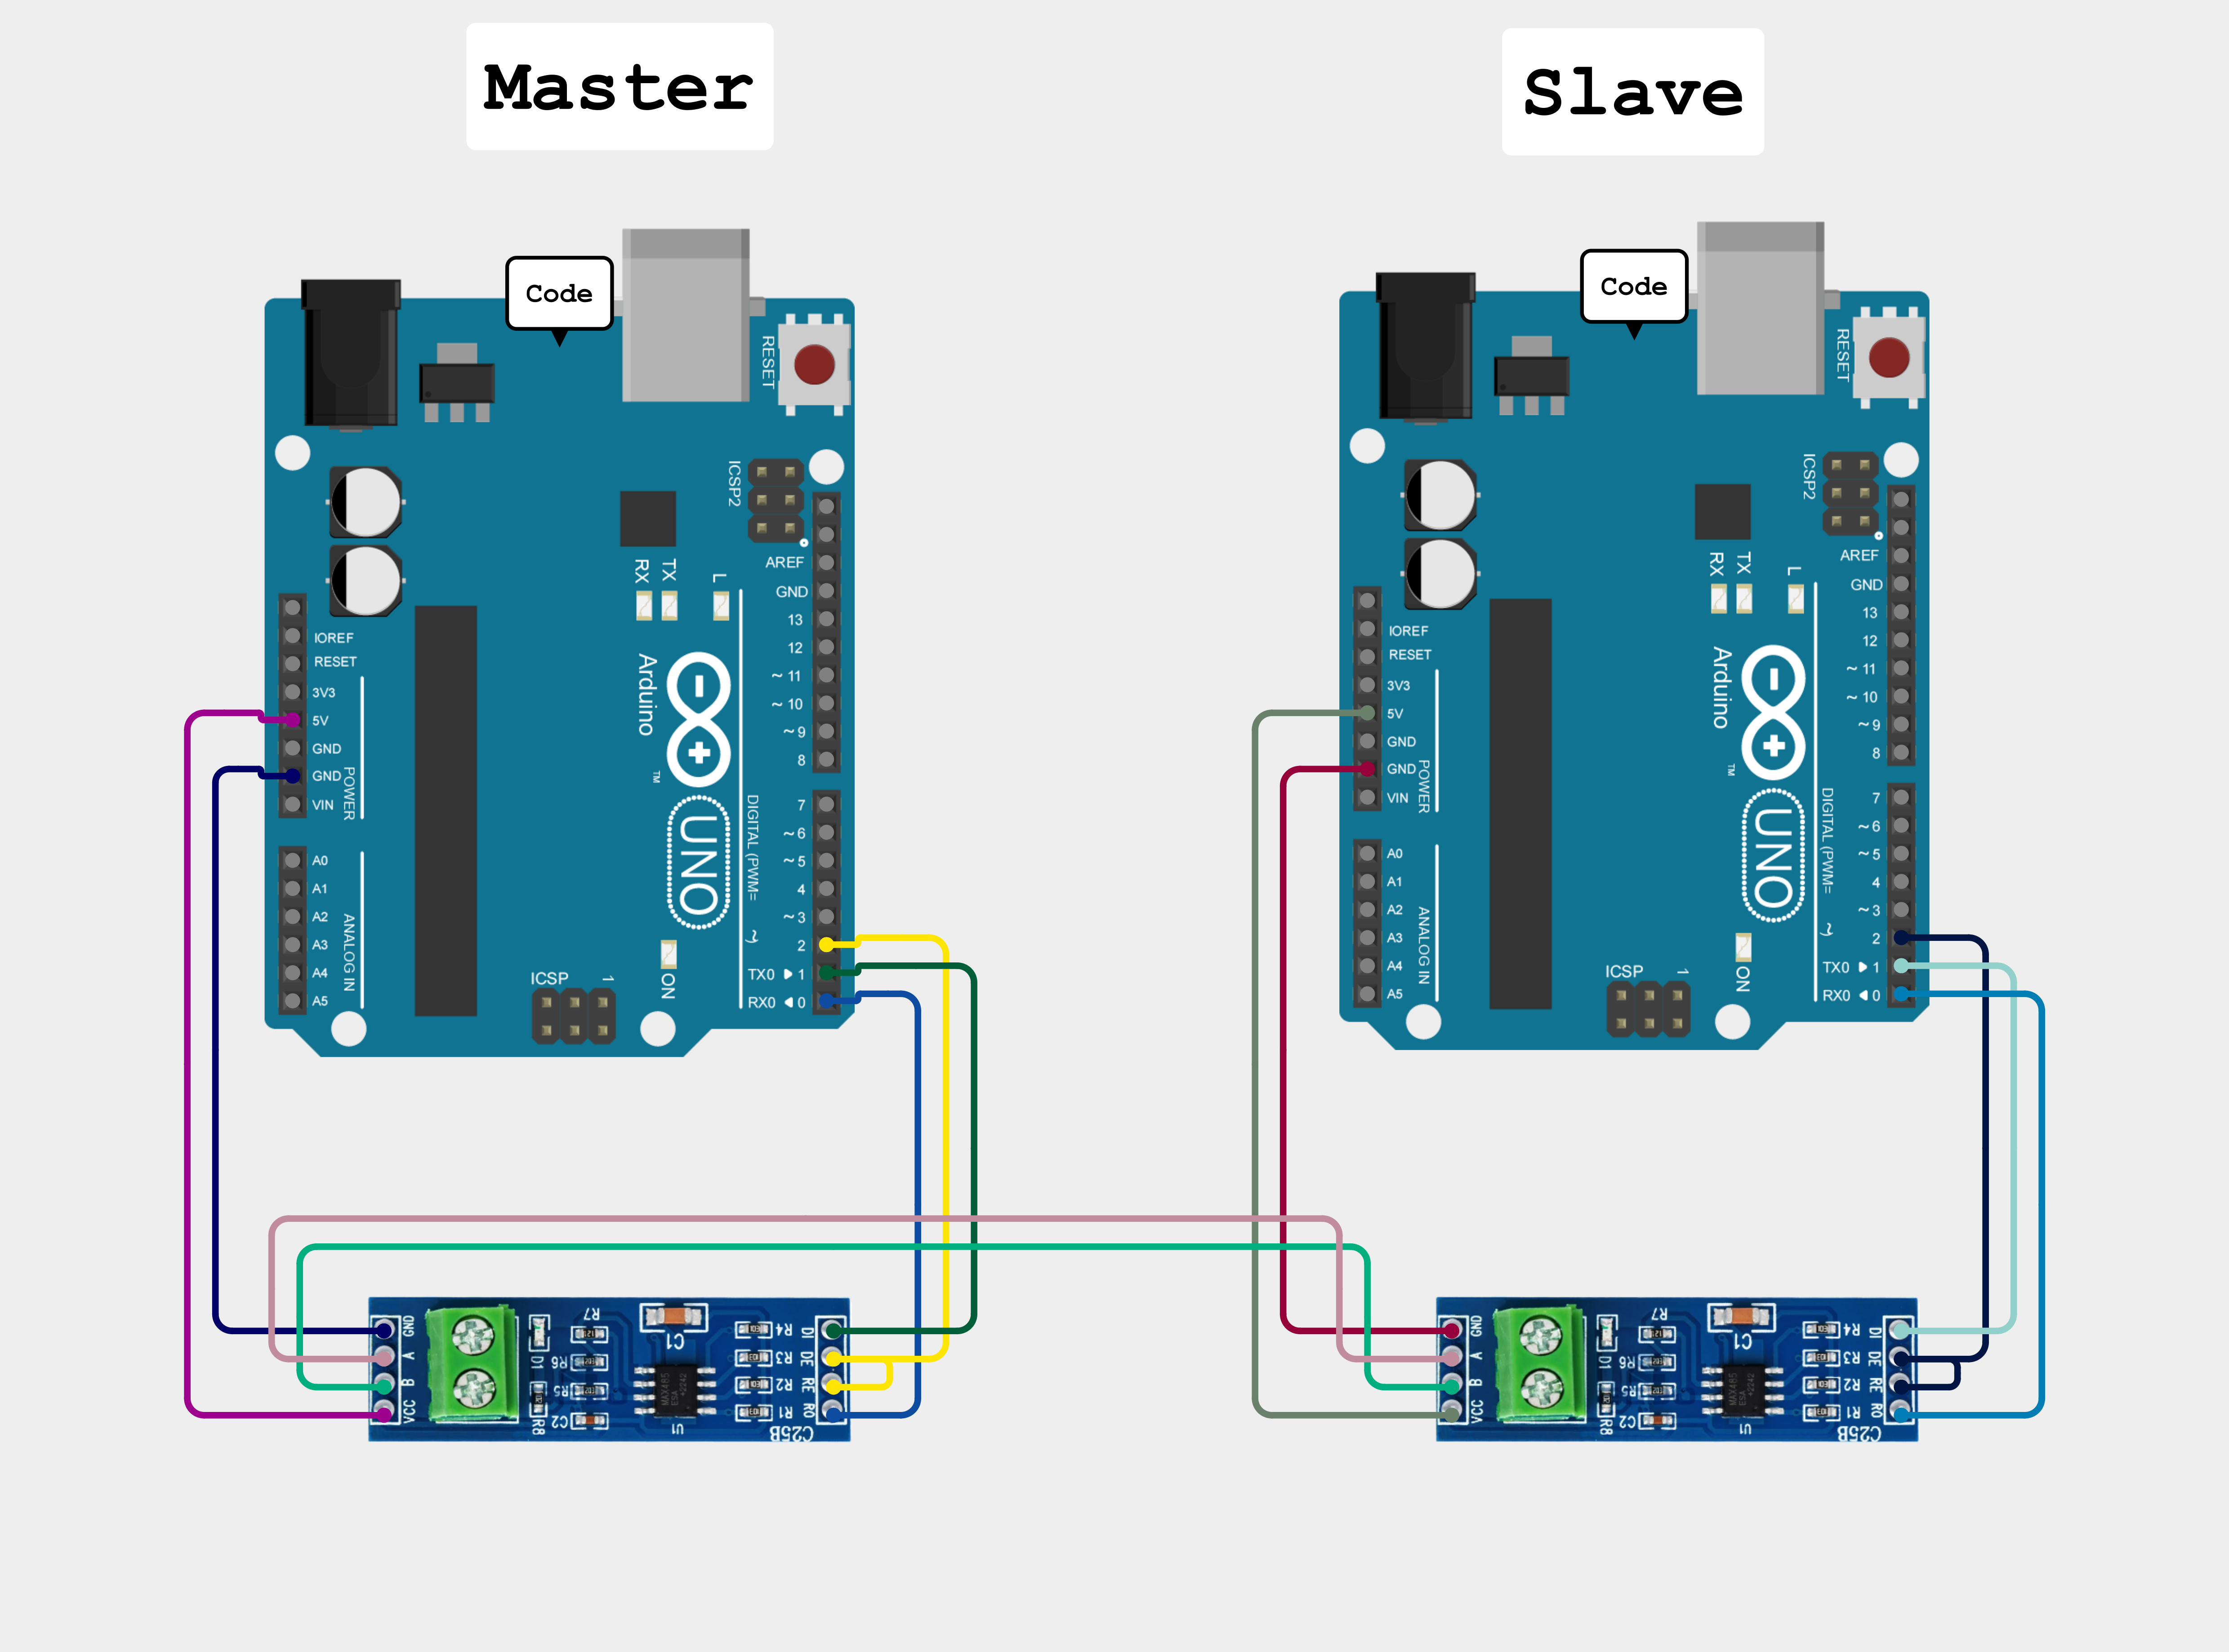 Master
Slave
Code
RESET
ICSP2
AREF
GND
13
12
~ 11
~ 10
~ 9
8
7
~ 6
~ 5
4
~ 3
2
TX0 ▶ 1
RX0 ◀ 0
RX
TX
L
IOREF
RESET
3V3
5V
GND
GND
VIN
POWER
A0
A1
A2
A3
A4
A5
ANALOG IN
Arduino
TM
UNO
DIGITAL (PWM= ~)
ON
ICSP
1
Code
RESET
ICSP2
AREF
GND
13
12
~ 11
~ 10
~ 9
8
7
~ 6
~ 5
4
~ 3
2
TX0 ▶ 1
RX0 ◀ 0
RX
TX
L
IOREF
RESET
3V3
5V
GND
GND
VIN
POWER
A0
A1
A2
A3
A4
A5
ANALOG IN
Arduino
TM
UNO
DIGITAL (PWM= ~)
ON
ICSP
1
GND
A
B
VCC
D1
R8
R7
R6
R5
C2
C1
MAX485
ESA
U1
R4
R3
R2
R1
DI
DE
RE
RO
C25B
GND
A
B
VCC
D1
R8
R7
R6
R5
C2
C1
MAX485
ESA
U1
R4
R3
R2
R1
DI
DE
RE
RO
C25B